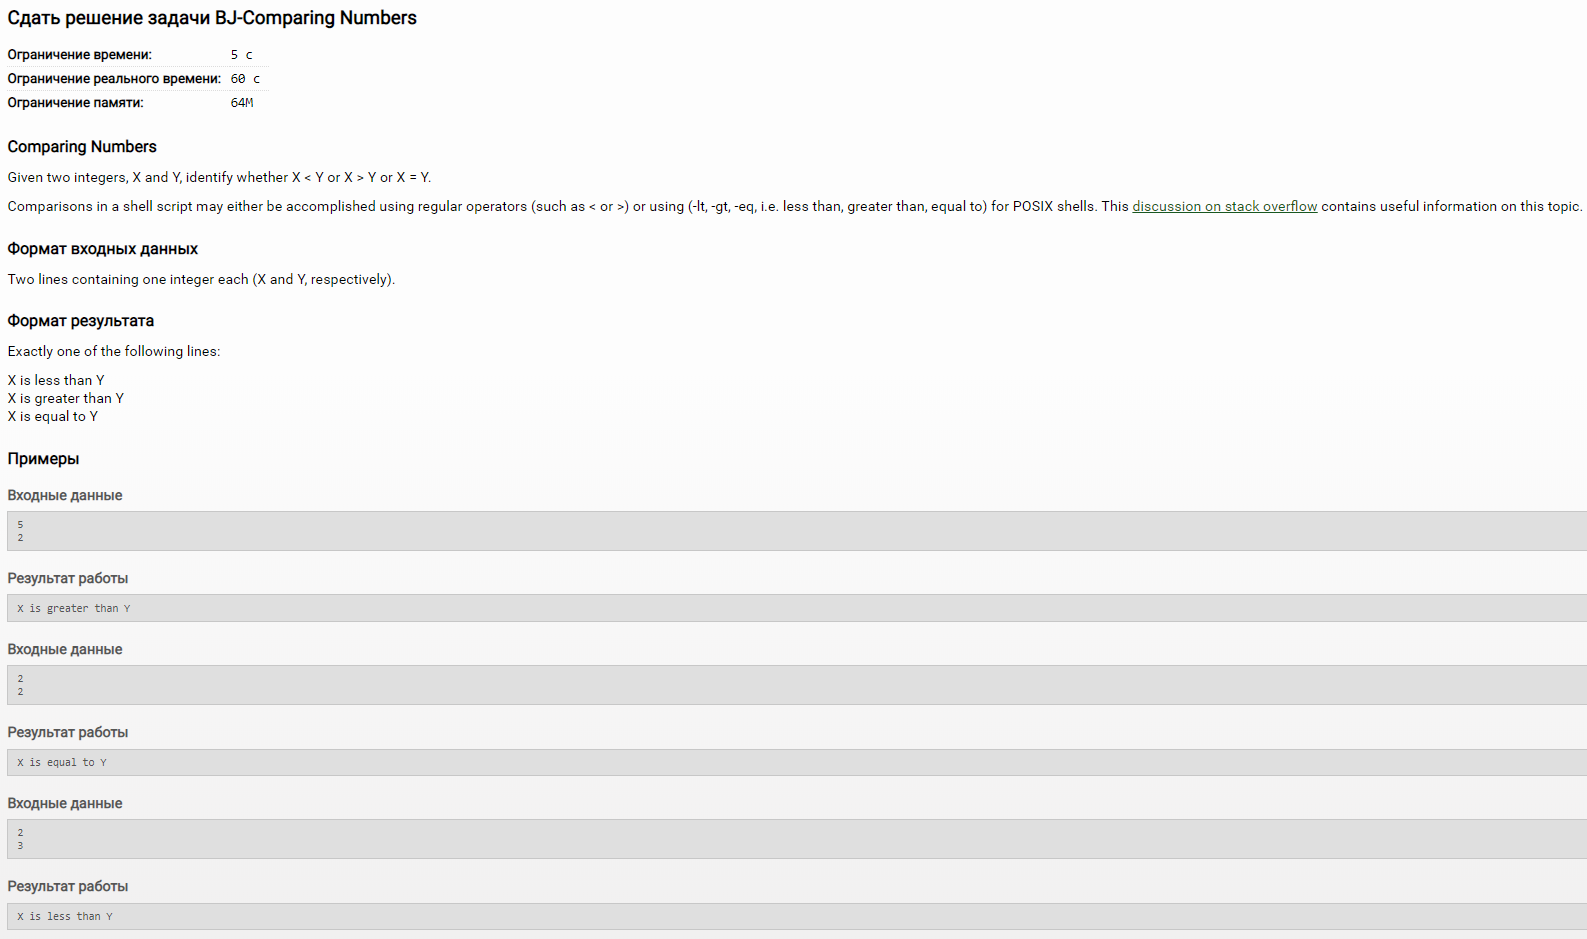 Сдать решение задачи BJ-Comparing Numbers
Ограничение времени: 5 с
Ограничение реального времени: 60 с
Ограничение памяти: 64M
Comparing Numbers
Given two integers, X and Y, identify whether X < Y or X > Y or X = Y.
Comparisons in a shell script may either be accomplished using regular operators (such as < or >) or using (-lt, -gt, -eq, i.e. less than, greater than, equal to) for POSIX shells. This discussion on stack overflow contains useful information on this topic.
Формат входных данных
Two lines containing one integer each (X and Y, respectively).
Формат результата
Exactly one of the following lines:
X is less than Y
X is greater than Y
X is equal to Y
Примеры
Входные данные
5
2
Результат работы
X is greater than Y
Входные данные
2
2
Результат работы
X is equal to Y
Входные данные
2
3
Результат работы
X is less than Y